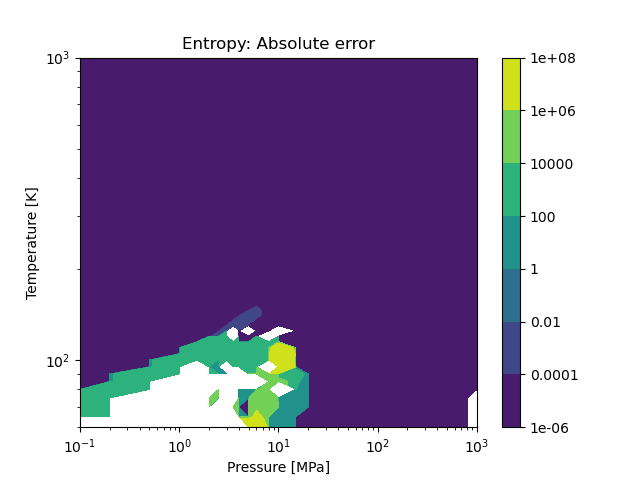 Entropy: Absolute error
10³
10²
Temperature [K]
10⁻¹
10⁰
10¹
10²
10³
Pressure [MPa]
1e+08
1e+06
10000
100
1
0.01
0.0001
1e-06